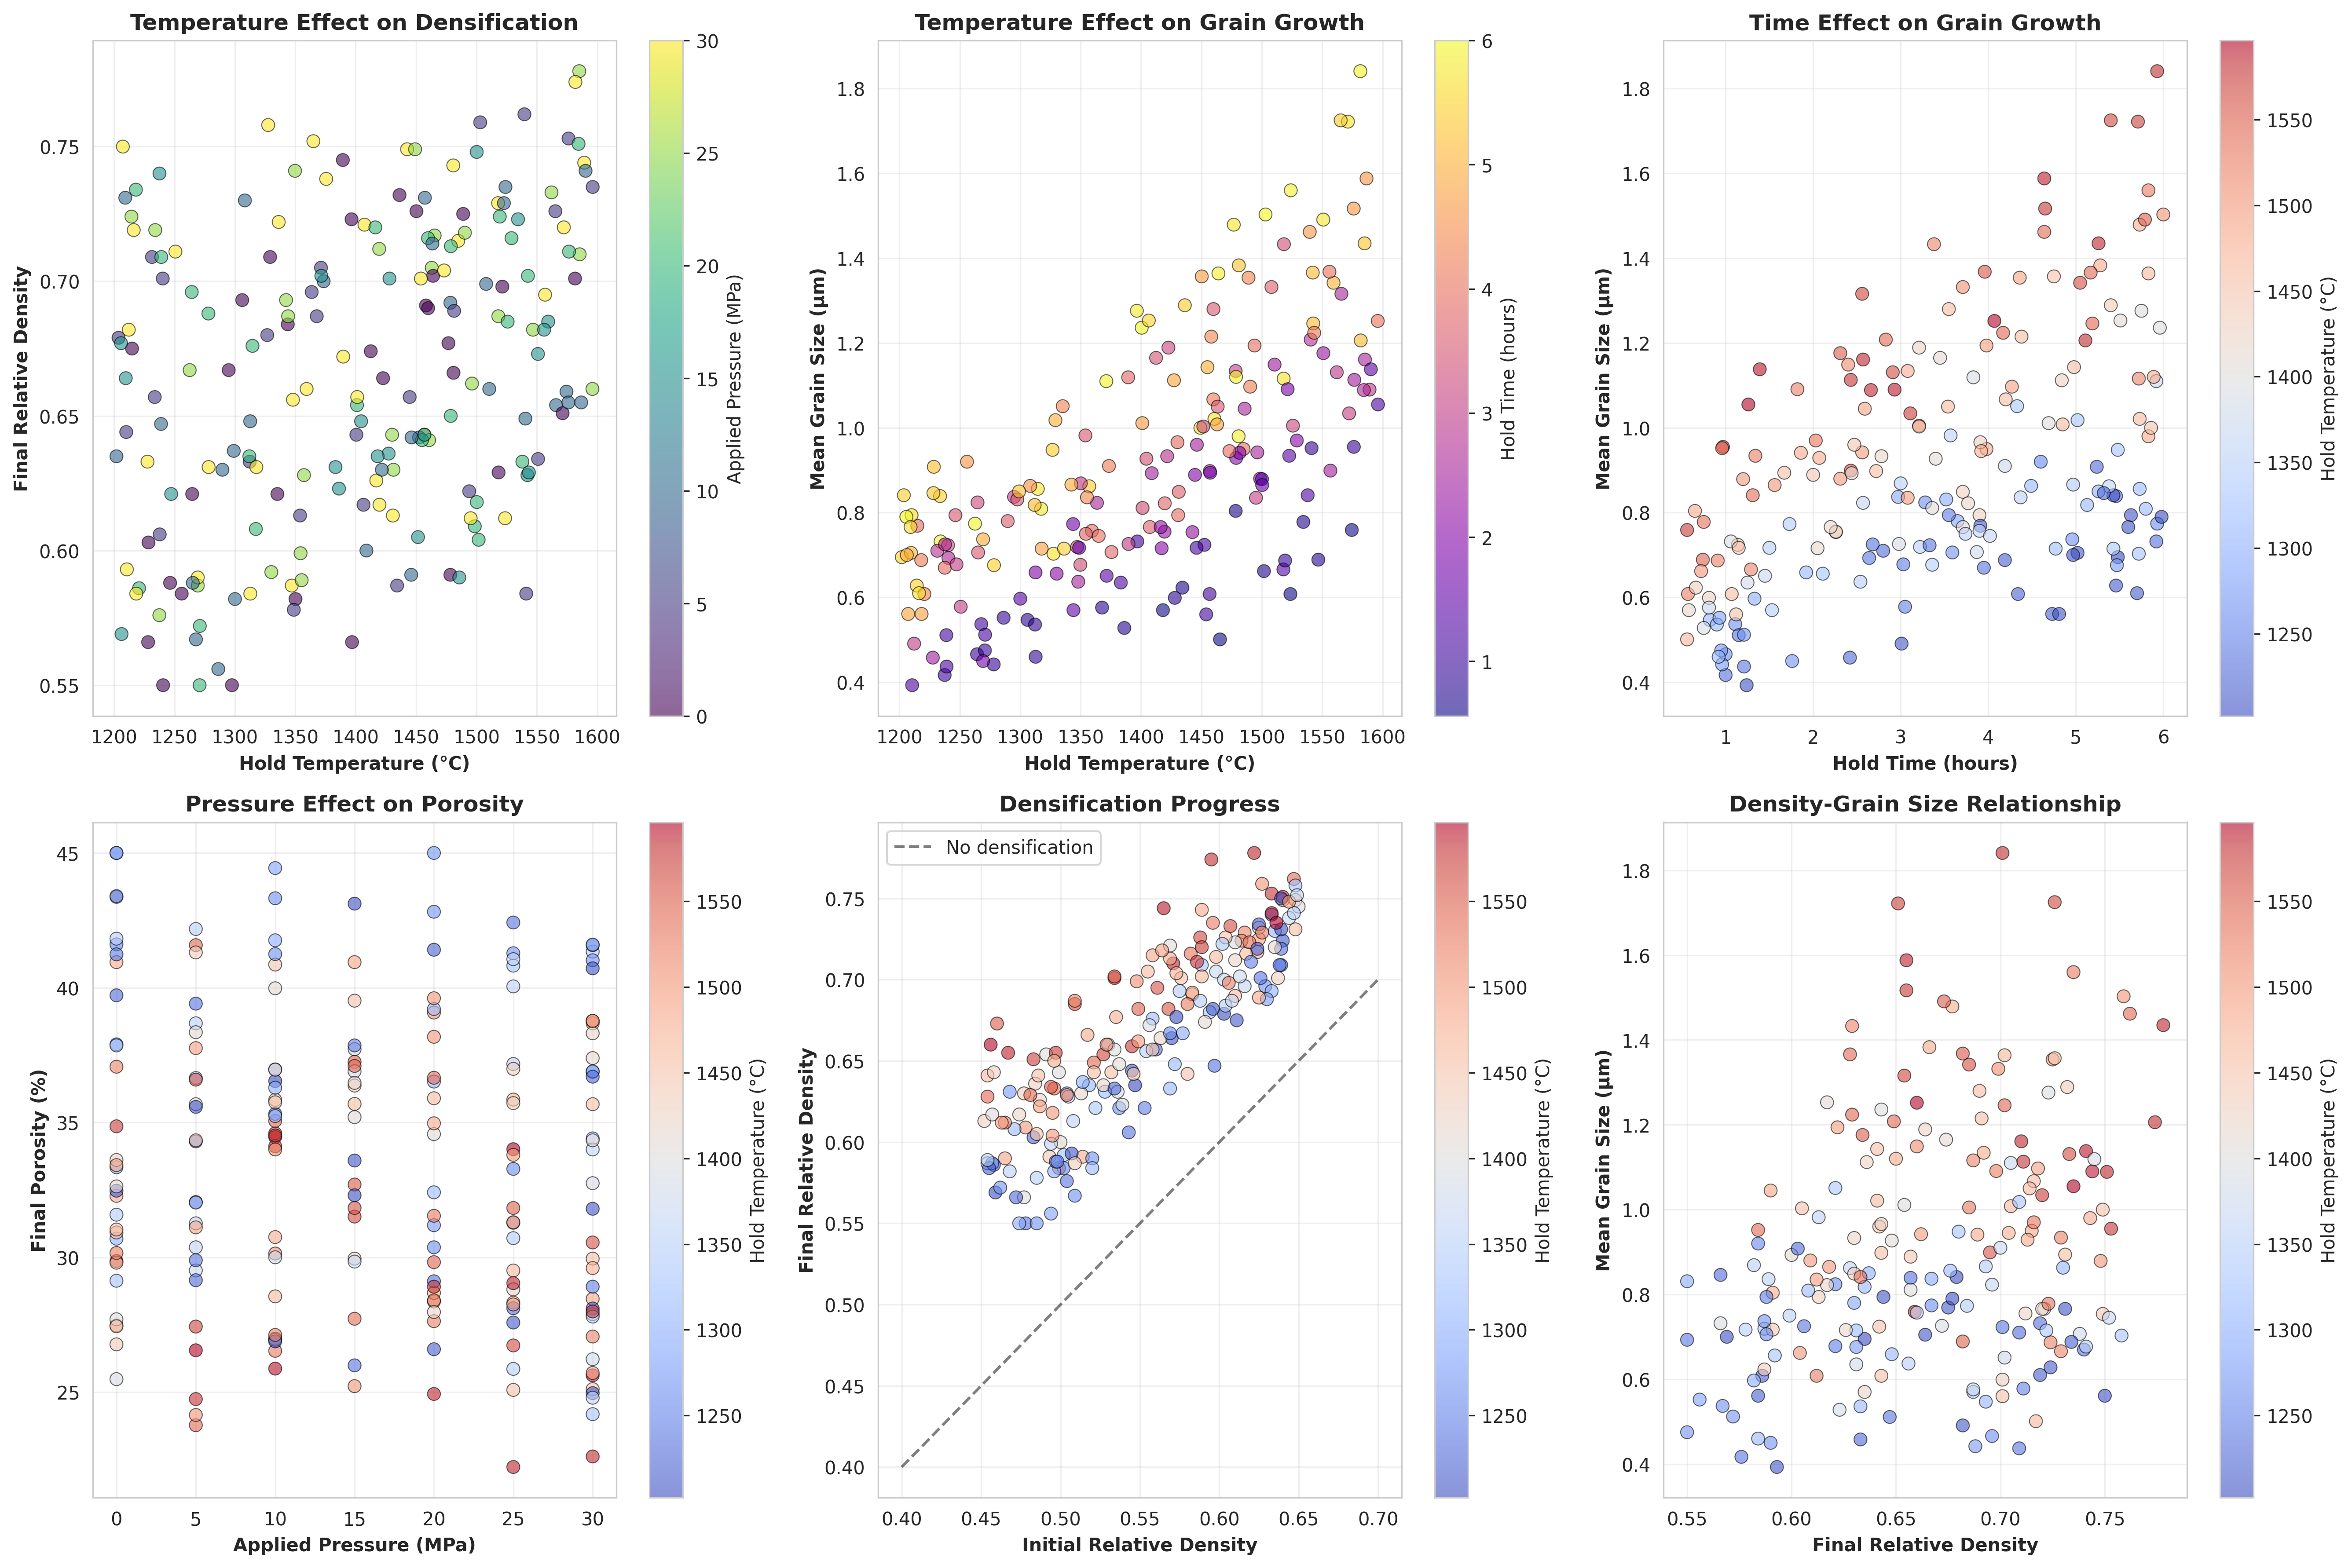 Temperature Effect on Densification
Final Relative Density
0.75
0.70
0.65
0.60
0.55
1200 1250 1300 1350 1400 1450 1500 1550 1600
Hold Temperature (°C)
30
25
20
15
10
5
0
Applied Pressure (MPa)
Temperature Effect on Grain Growth
Mean Grain Size (μm)
1.8
1.6
1.4
1.2
1.0
0.8
0.6
0.4
1200 1250 1300 1350 1400 1450 1500 1550 1600
Hold Temperature (°C)
6
5
4
3
2
1
Hold Time (hours)
Time Effect on Grain Growth
Mean Grain Size (μm)
1.8
1.6
1.4
1.2
1.0
0.8
0.6
0.4
1 2 3 4 5 6
Hold Time (hours)
1550
1500
1450
1400
1350
1300
1250
Hold Temperature (°C)
Pressure Effect on Porosity
Final Porosity (%)
45
40
35
30
25
0 5 10 15 20 25 30
Applied Pressure (MPa)
1550
1500
1450
1400
1350
1300
1250
Hold Temperature (°C)
Densification Progress
No densification
Final Relative Density
0.75
0.70
0.65
0.60
0.55
0.50
0.45
0.40
0.40 0.45 0.50 0.55 0.60 0.65 0.70
Initial Relative Density
1550
1500
1450
1400
1350
1300
1250
Hold Temperature (°C)
Density-Grain Size Relationship
Mean Grain Size (μm)
1.8
1.6
1.4
1.2
1.0
0.8
0.6
0.4
0.55 0.60 0.65 0.70 0.75
Final Relative Density
1550
1500
1450
1400
1350
1300
1250
Hold Temperature (°C)